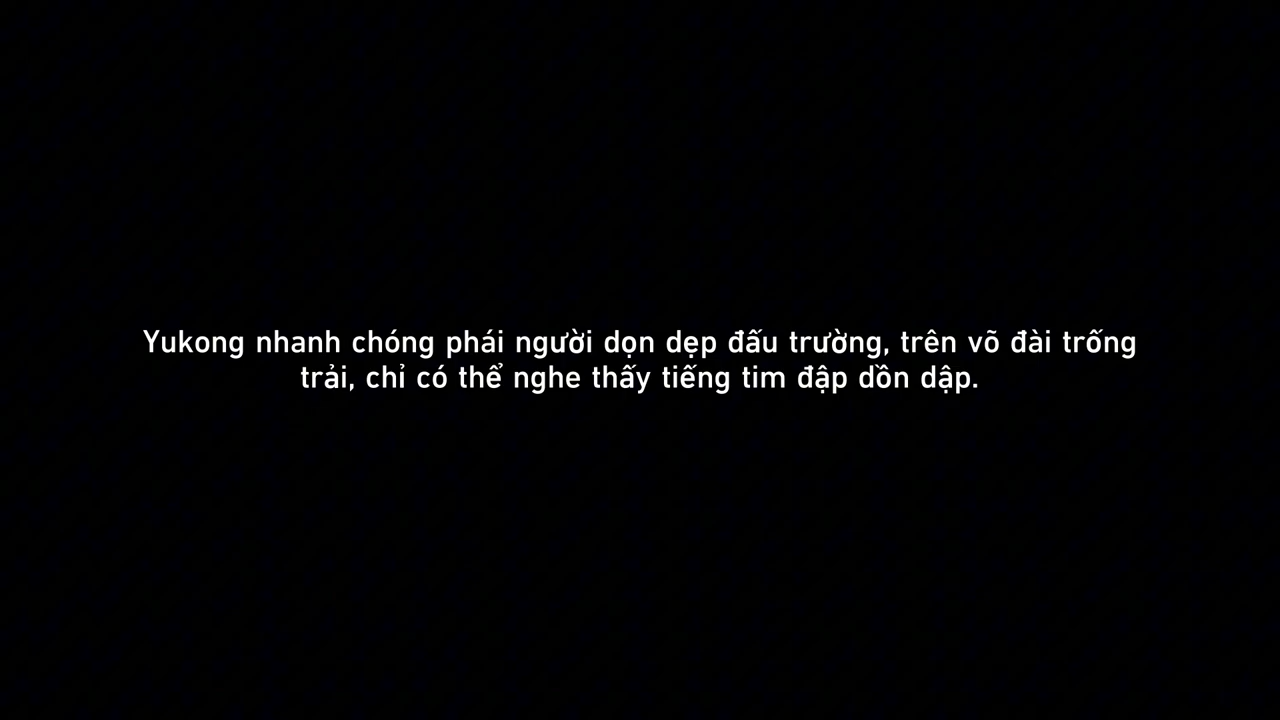 Yukong nhanh chóng phái người dọn dẹp đấu trường, trên võ đài trống
trải, chỉ có thể nghe thấy tiếng tim đập dồn dập.